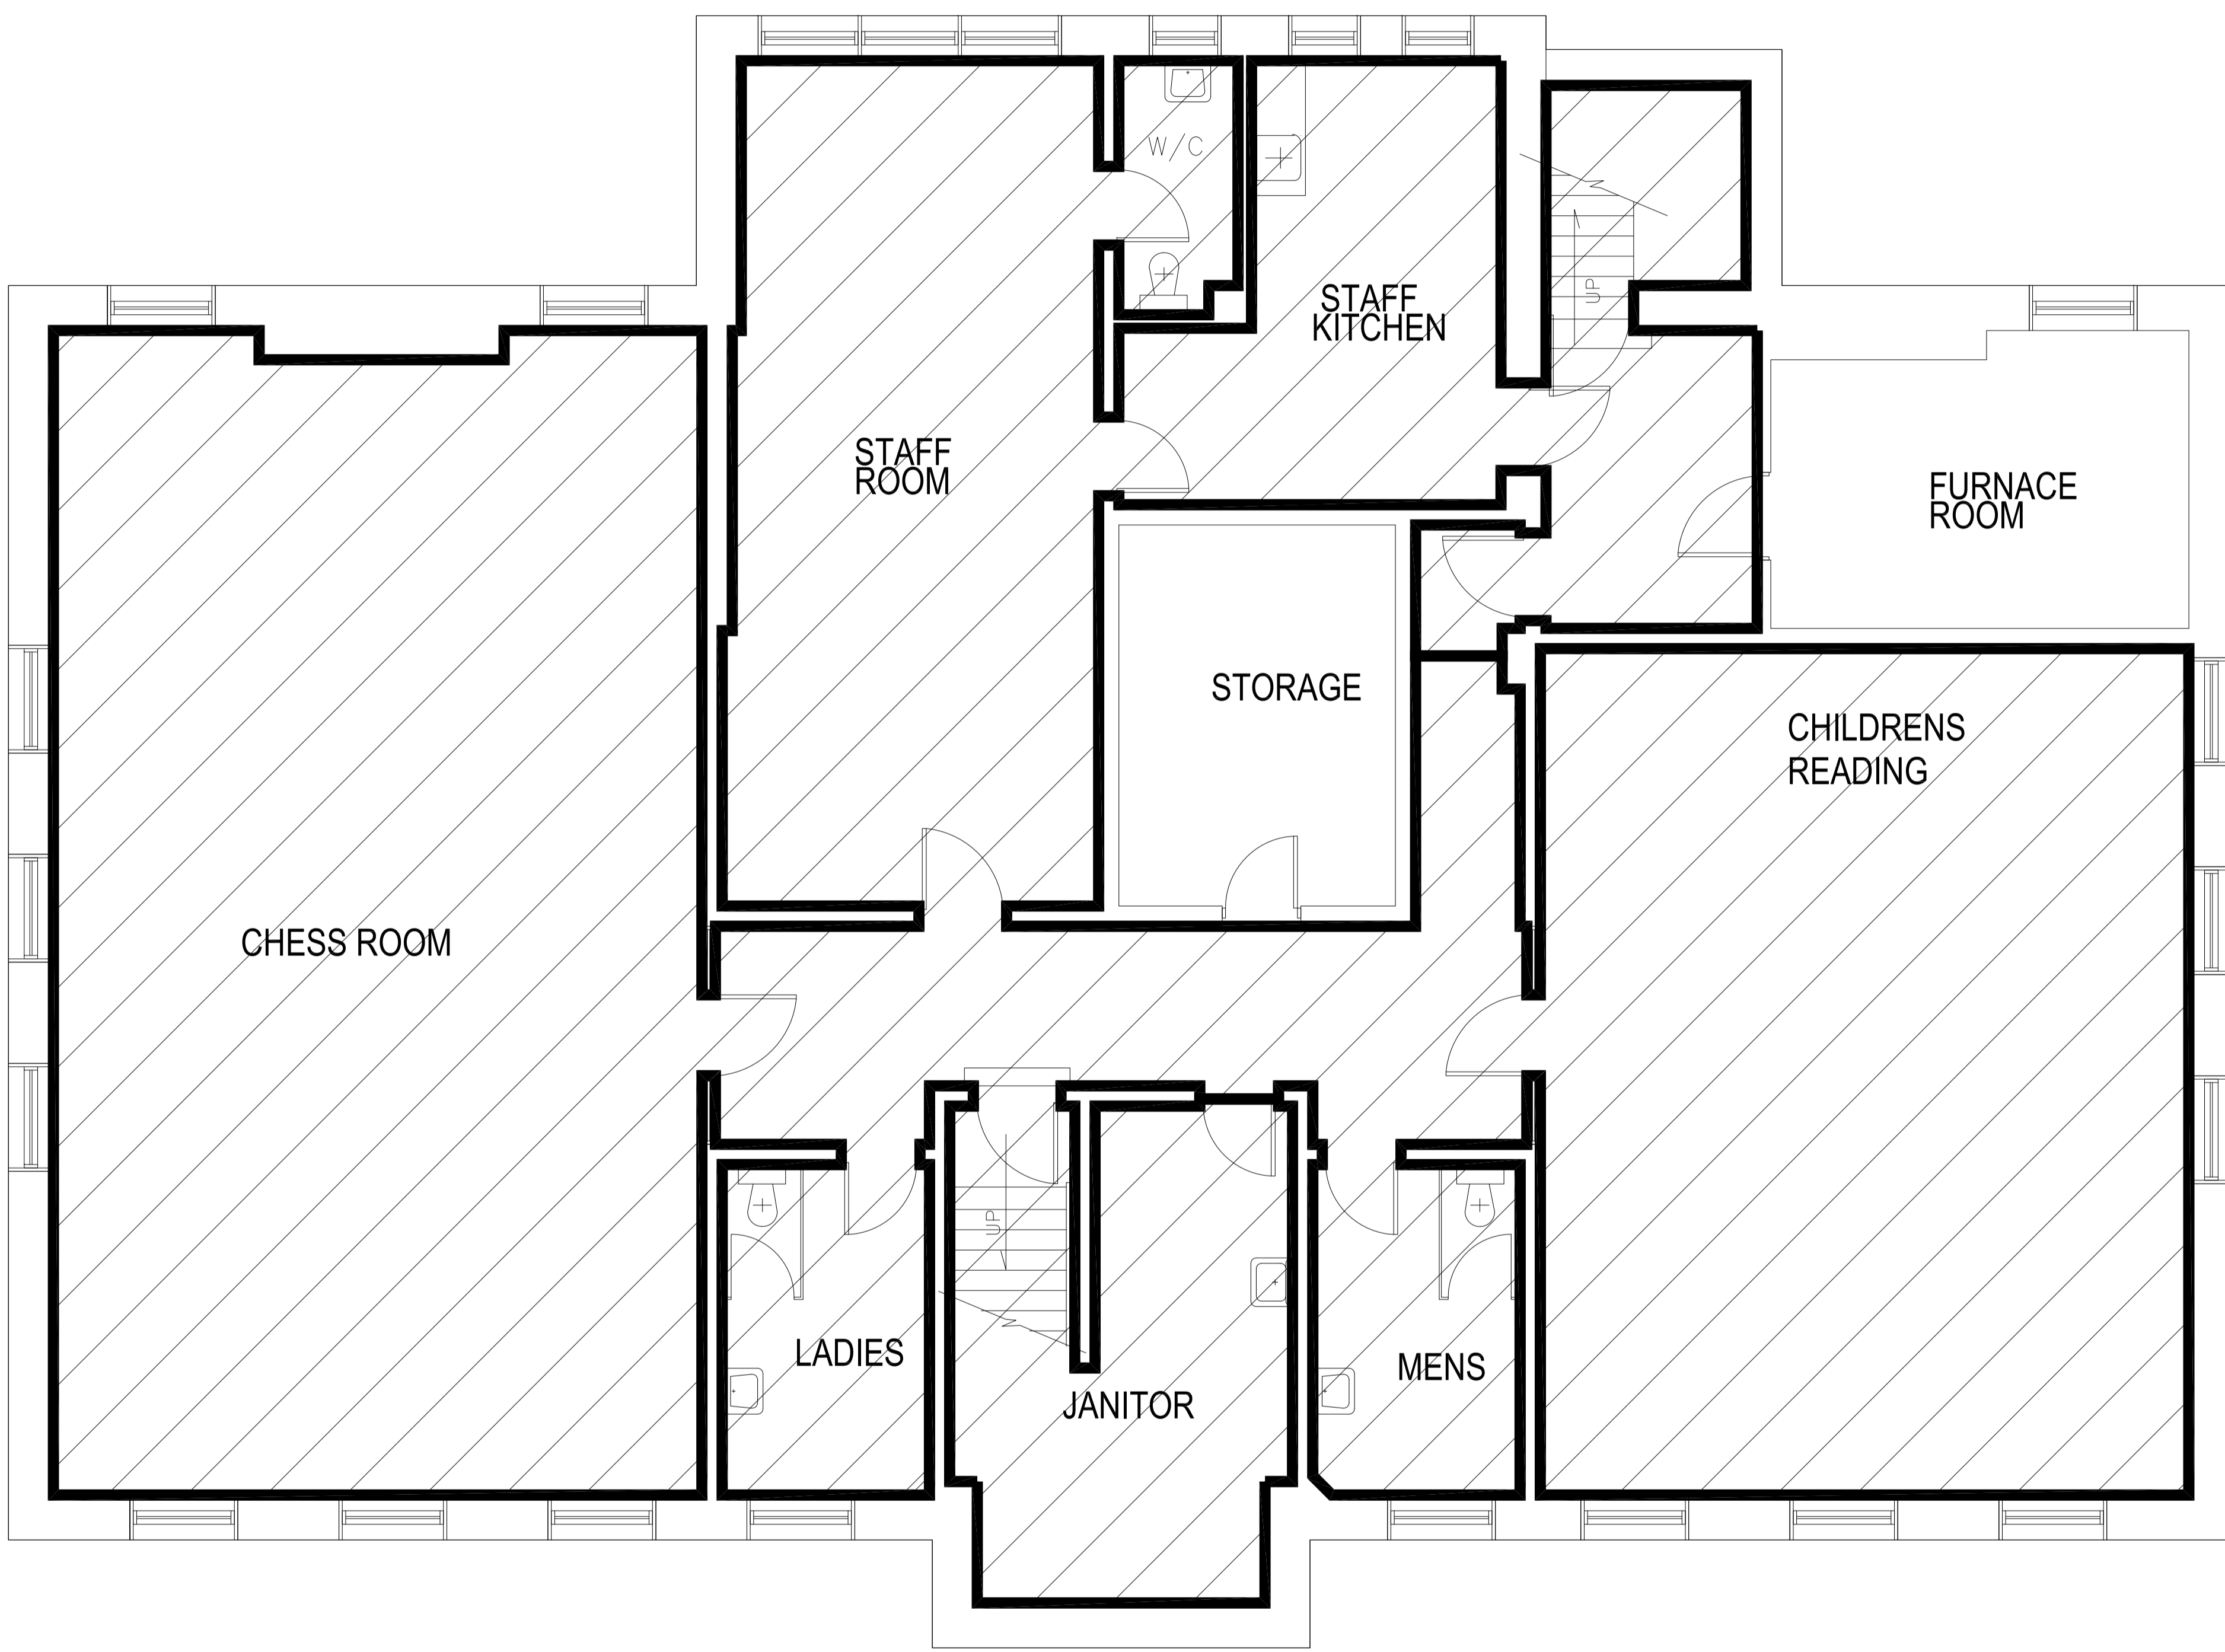 W/C
UP
STAFF
KITCHEN
STAFF
ROOM
FURNACE
ROOM
STORAGE
CHILDRENS
READING
CHESS ROOM
UP
LADIES
MENS
JANITOR